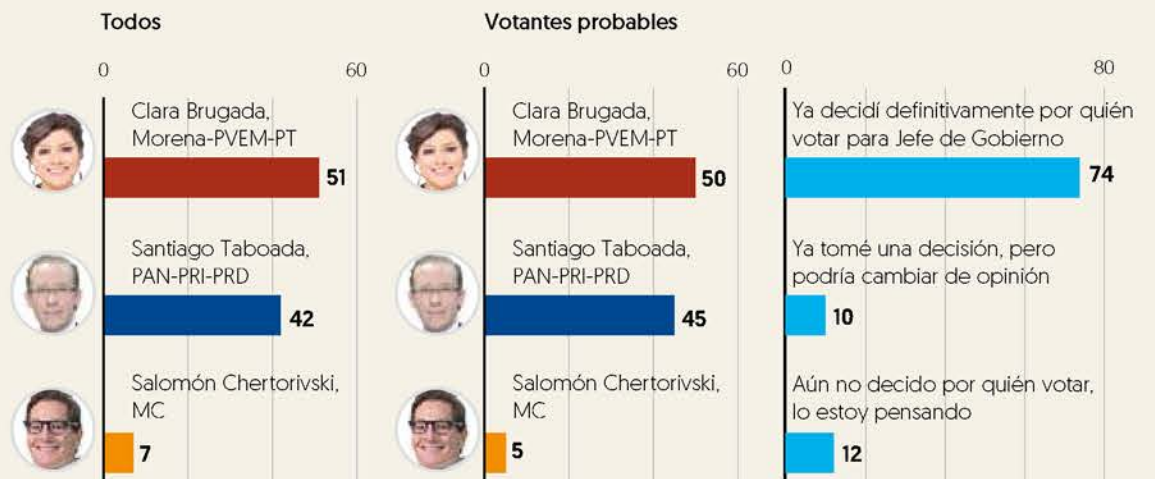 Todos
0
60
Clara Brugada,
Morena-PVEM-PT
51
Santiago Taboada,
PAN-PRI-PRD
42
Salomón Chertorivski,
MC
7
Votantes probables
0
60
Clara Brugada,
Morena-PVEM-PT
50
Santiago Taboada,
PAN-PRI-PRD
45
Salomón Chertorivski,
MC
5
0
80
Ya decidí definitivamente por quién
votar para Jefe de Gobierno
74
Ya tomé una decisión, pero
podría cambiar de opinión
10
Aún no decido por quién votar,
lo estoy pensando
12